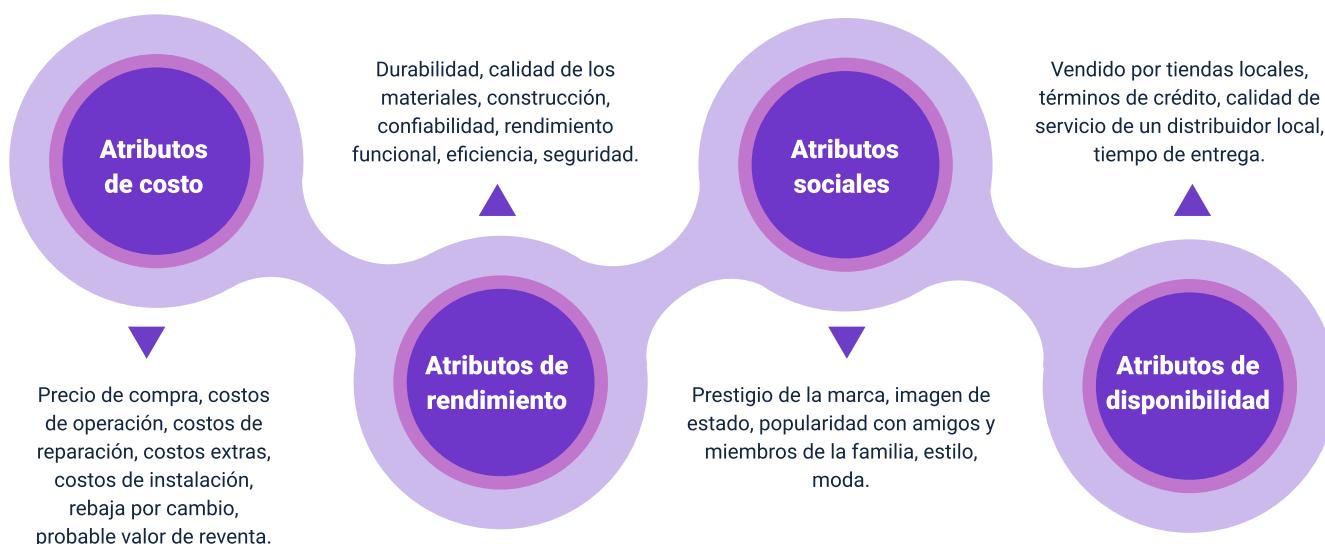 Atributos
de costo
Precio de compra, costos
de operación, costos de
reparación, costos extras,
costos de instalación,
rebaja por cambio,
probable valor de reventa.
Durabilidad, calidad de los
materiales, construcción,
confiabilidad, rendimiento
funcional, eficiencia, seguridad.
Atributos de
rendimiento
Atributos
sociales
Prestigio de la marca, imagen de
estado, popularidad con amigos y
miembros de la familia, estilo,
moda.
Vendido por tiendas locales,
términos de crédito, calidad de
servicio de un distribuidor local,
tiempo de entrega.
Atributos de
disponibilidad